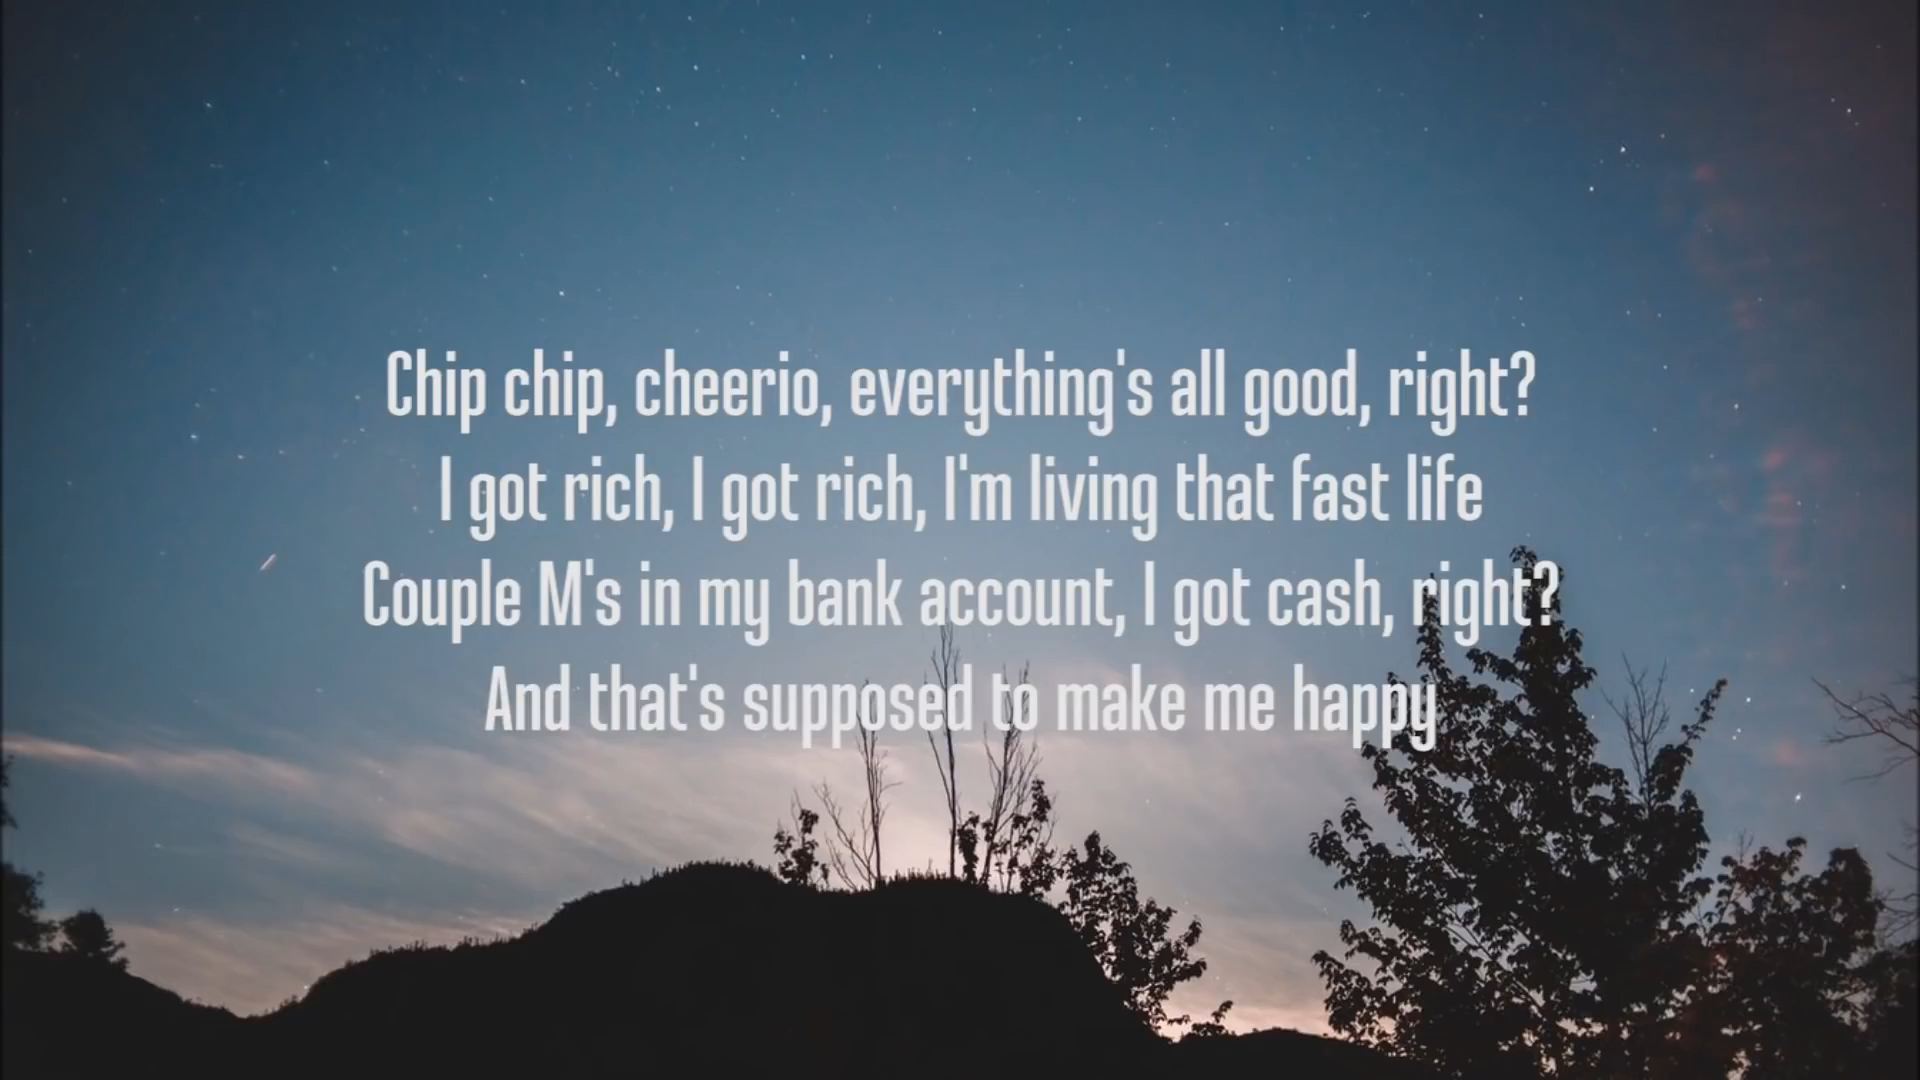 Chip chip, cheerio, everything's all good, right?
I got rich, I got rich, I'm living that fast life
Couple M's in my bank account, I got cash, right?
And that's supposed to make me happy